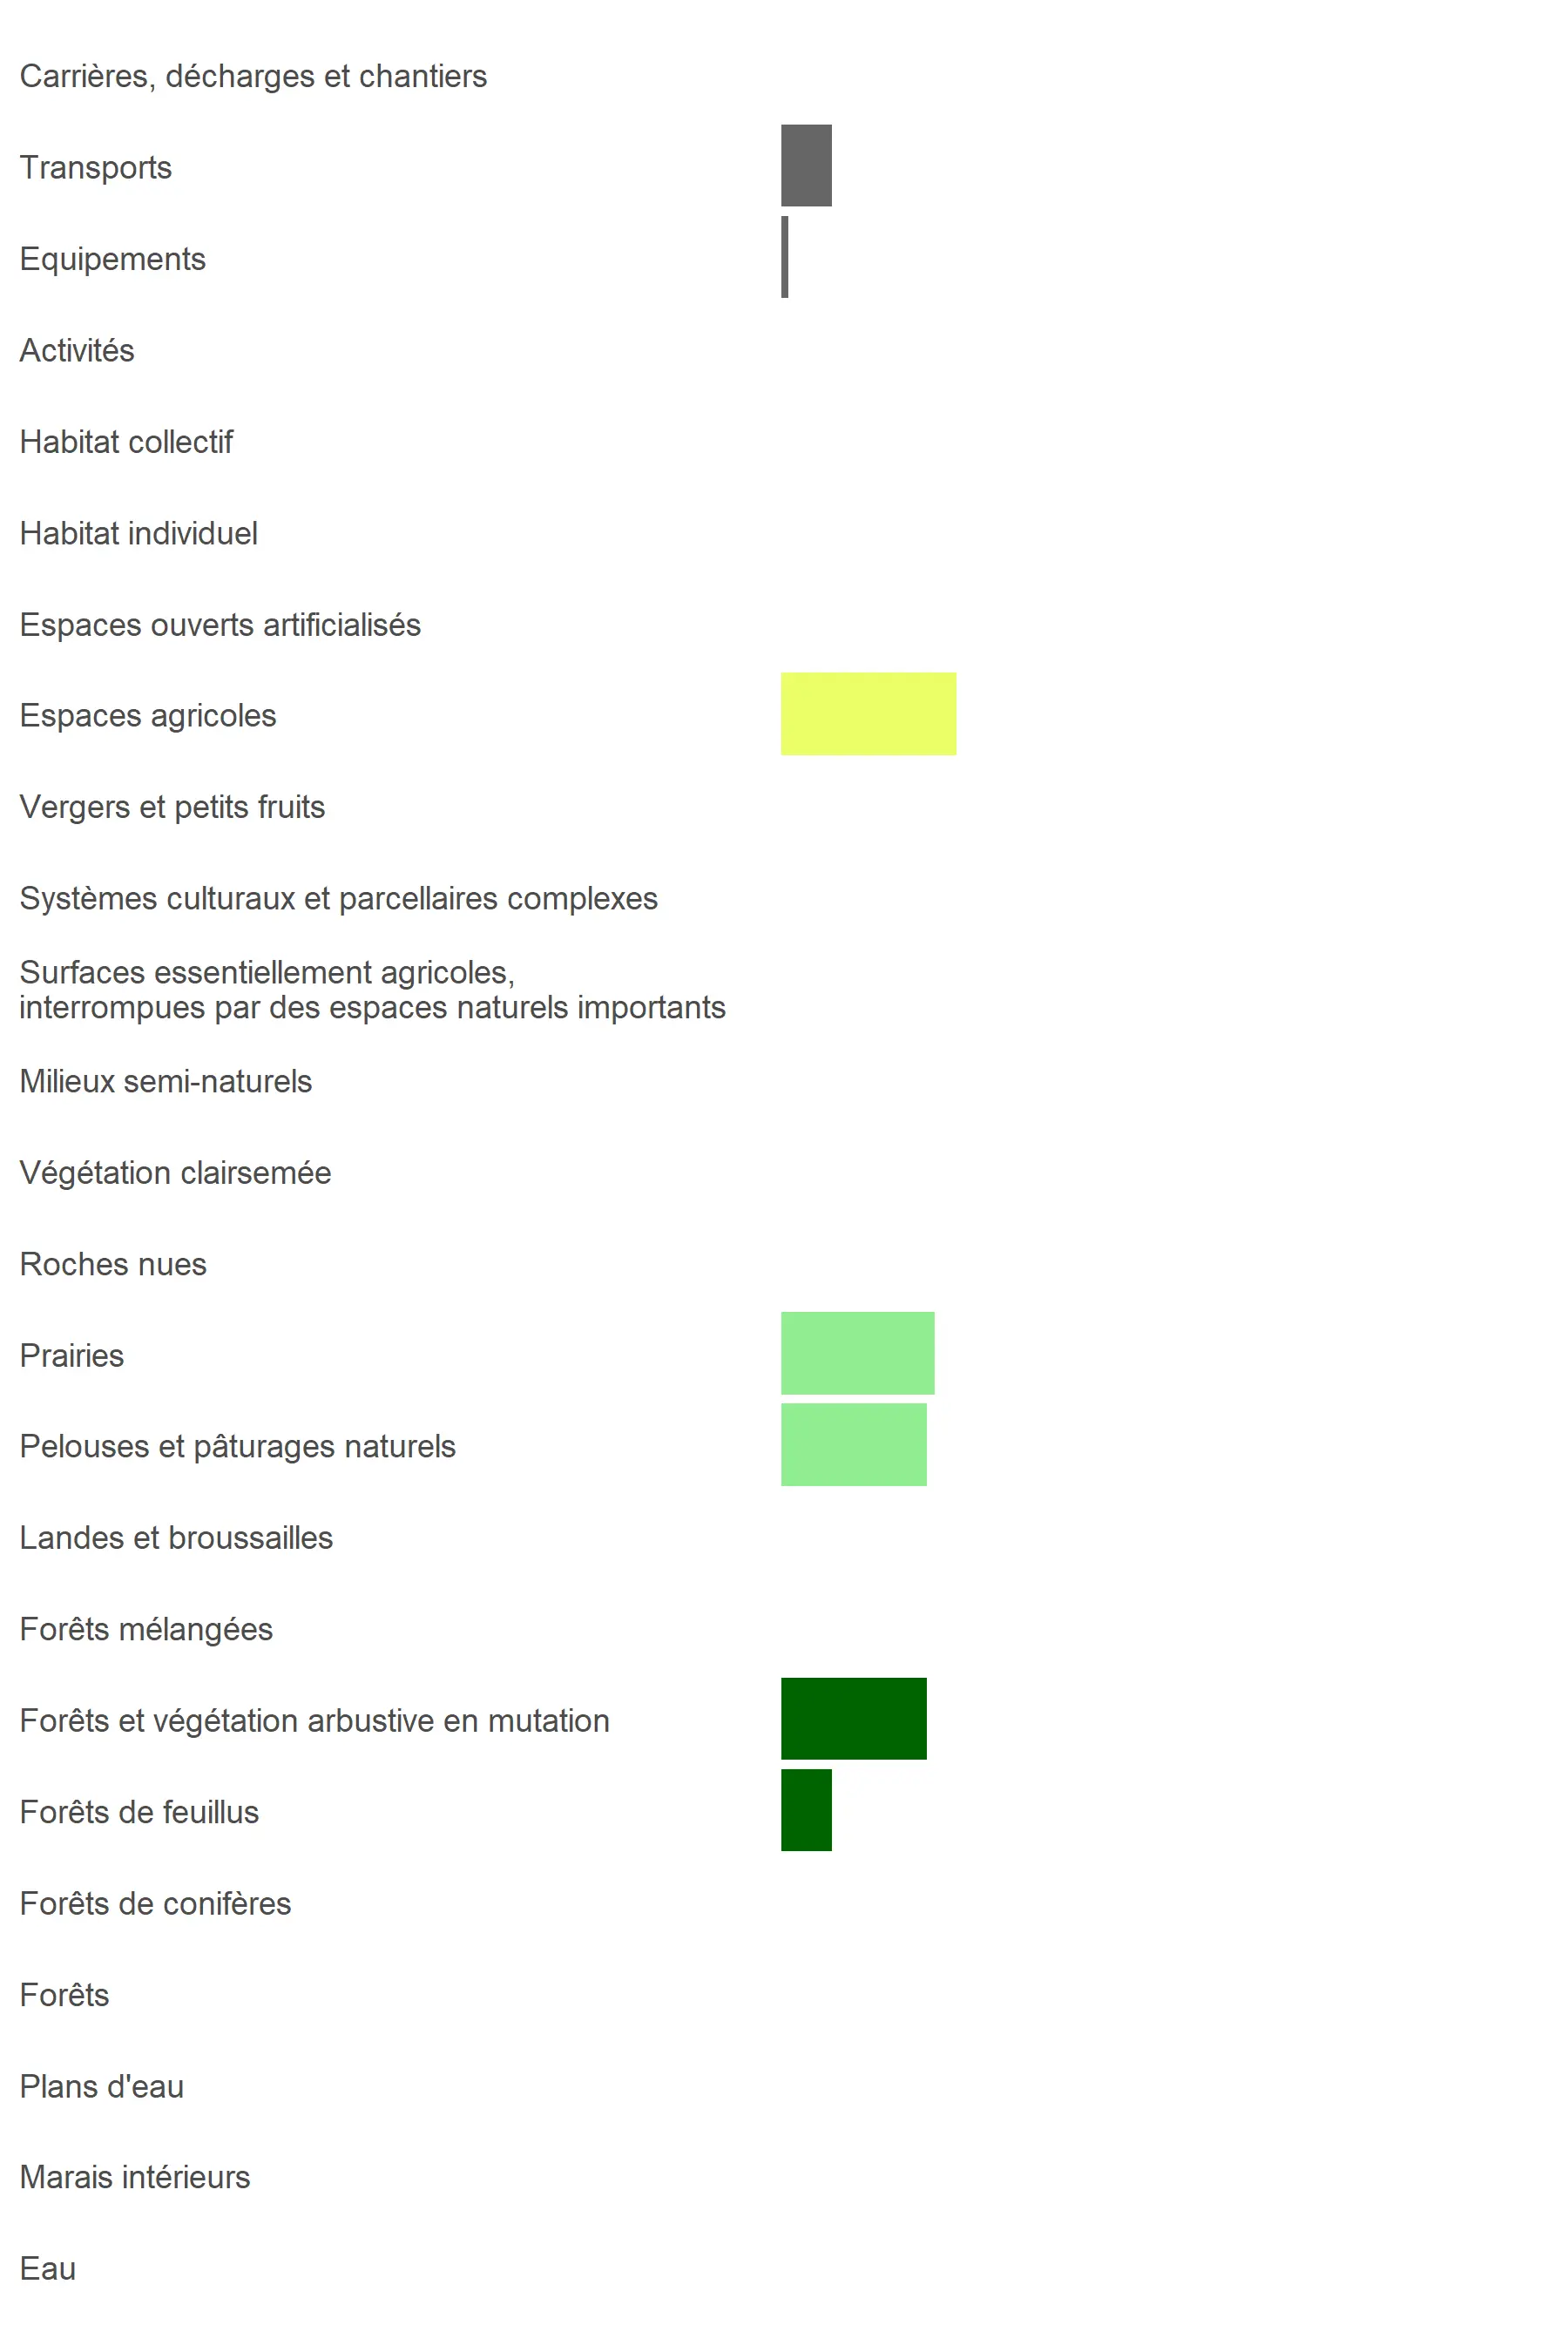 Carrières, décharges et chantiers
Transports
Equipements
Activités
Habitat collectif
Habitat individuel
Espaces ouverts artificialisés
Espaces agricoles
Vergers et petits fruits
Systèmes culturaux et parcellaires complexes
Surfaces essentiellement agricoles,
interrompues par des espaces naturels importants
Milieux semi-naturels
Végétation clairsemée
Roches nues
Prairies
Pelouses et pâturages naturels
Landes et broussailles
Forêts mélangées
Forêts et végétation arbustive en mutation
Forêts de feuillus
Forêts de conifères
Forêts
Plans d'eau
Marais intérieurs
Eau